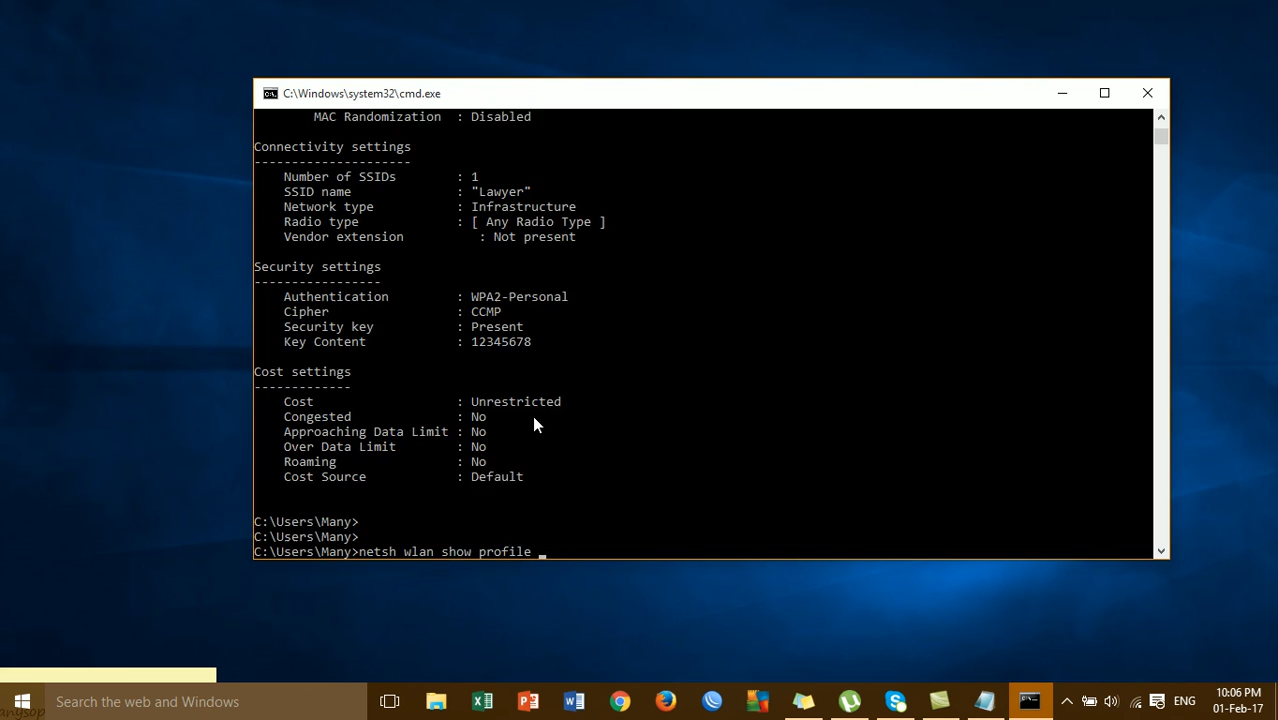 C:\Windows\system32\cmd.exe
MAC Randomization : Disabled
Connectivity settings
---------------------
Number of SSIDs : 1
SSID name : "Lawyer"
Network type : Infrastructure
Radio type : [ Any Radio Type ]
Vendor extension : Not present
Security settings
-----------------
Authentication : WPA2-Personal
Cipher : CCMP
Security key : Present
Key Content : 12345678
Cost settings
-------------
Cost : Unrestricted
Congested : No
Approaching Data Limit : No
Over Data Limit : No
Roaming : No
Cost Source : Default
C:\Users\Many>
C:\Users\Many>
C:\Users\Many>netsh wlan show profile _
Search the web and Windows
ENG
10:06 PM
01-Feb-17